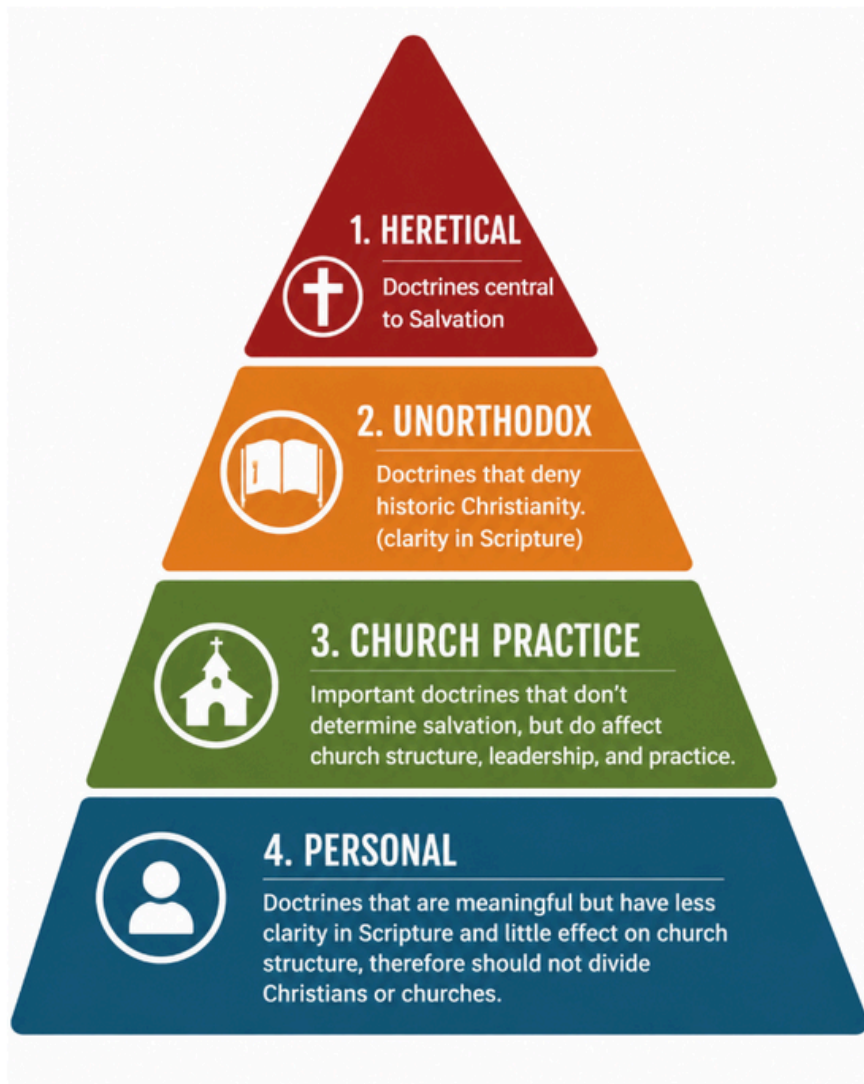 1. HERETICAL
Doctrines central
to Salvation
2. UNORTHODOX
Doctrines that deny
historic Christianity.
(clarity in Scripture)
3. CHURCH PRACTICE
Important doctrines that don't
determine salvation, but do affect
church structure, leadership, and practice.
4. PERSONAL
Doctrines that are meaningful but have less
clarity in Scripture and little effect on church
structure, therefore should not divide
Christians or churches.